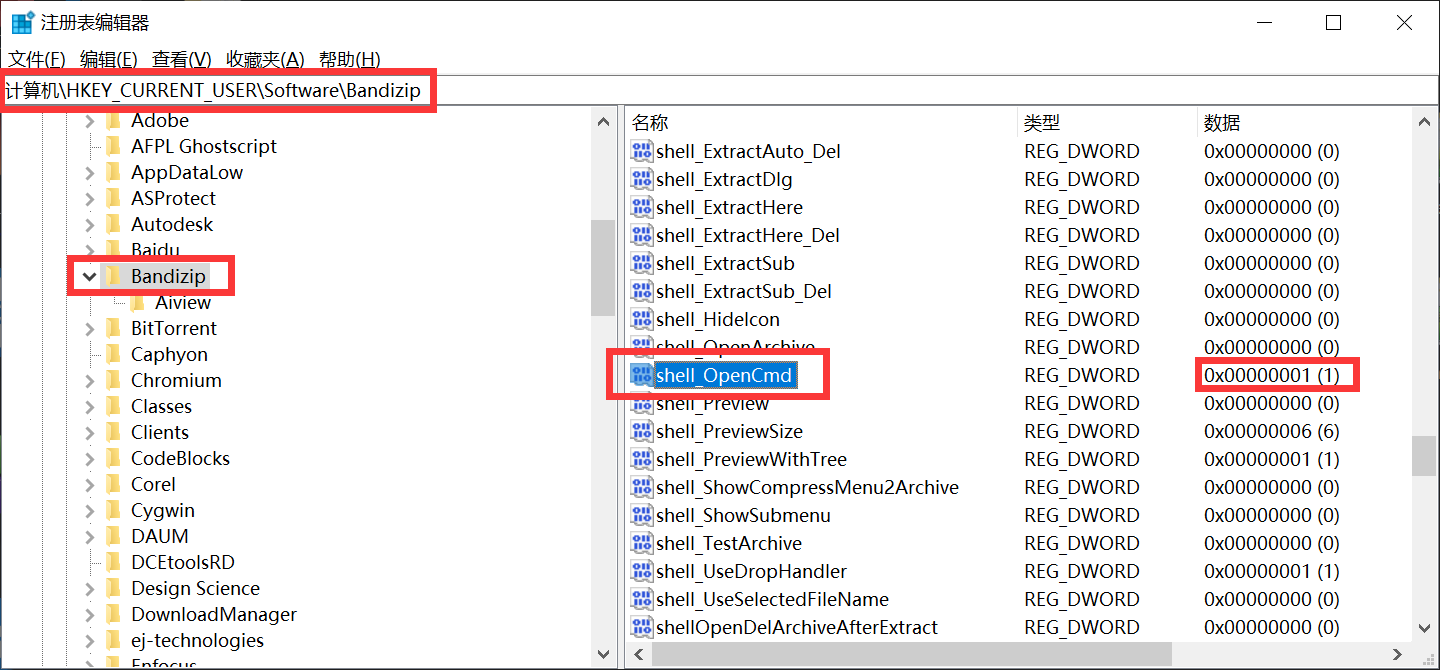 注册表编辑器
文件(F) 编辑(E) 查看(V) 收藏夹(A) 帮助(H)
计算机\HKEY_CURRENT_USER\Software\Bandizip
Adobe
AFPL Ghostscript
AppDataLow
ASProtect
Autodesk
Baidu
Bandizip
Aiview
BitTorrent
Caphyon
Chromium
Classes
Clients
CodeBlocks
Corel
Cygwin
DAUM
DCEtoolsRD
Design Science
DownloadManager
ej-technologies
Enfocus
名称 类型 数据
shell_ExtractAuto_Del REG_DWORD 0x00000000 (0)
shell_ExtractDlg REG_DWORD 0x00000000 (0)
shell_ExtractHere REG_DWORD 0x00000000 (0)
shell_ExtractHere_Del REG_DWORD 0x00000000 (0)
shell_ExtractSub REG_DWORD 0x00000000 (0)
shell_ExtractSub_Del REG_DWORD 0x00000000 (0)
shell_HideIcon REG_DWORD 0x00000000 (0)
shell_OpenArchive REG_DWORD 0x00000000 (0)
shell_OpenCmd REG_DWORD 0x00000001 (1)
shell_Preview REG_DWORD 0x00000000 (0)
shell_PreviewSize REG_DWORD 0x00000006 (6)
shell_PreviewWithTree REG_DWORD 0x00000001 (1)
shell_ShowCompressMenu2Archive REG_DWORD 0x00000000 (0)
shell_ShowSubmenu REG_DWORD 0x00000000 (0)
shell_TestArchive REG_DWORD 0x00000000 (0)
shell_UseDropHandler REG_DWORD 0x00000001 (1)
shell_UseSelectedFileName REG_DWORD 0x00000000 (0)
shellOpenDelArchiveAfterExtract REG_DWORD 0x00000000 (0)